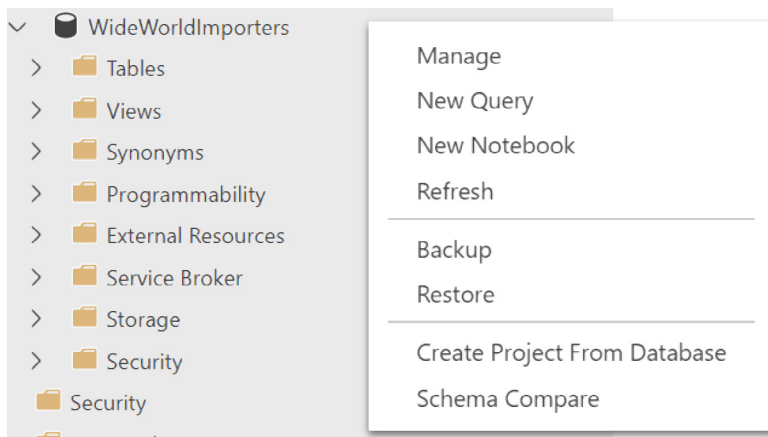 WideWorldImporters
Tables
Views
Synonyms
Programmability
External Resources
Service Broker
Storage
Security
Security
Manage
New Query
New Notebook
Refresh
Backup
Restore
Create Project From Database
Schema Compare